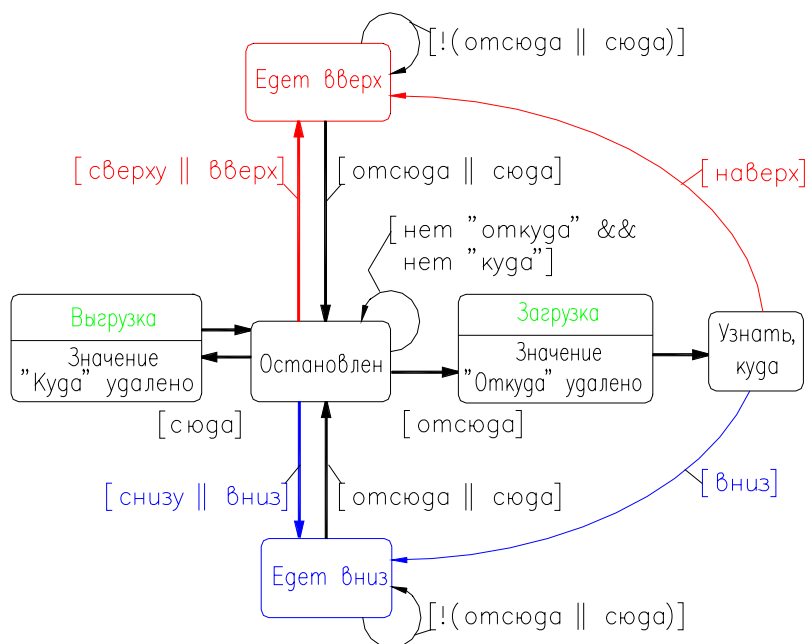 [!(отсюда || сюда)]
Едет вверх
[сверху || вверх]
[отсюда || сюда]
[наверх]
[нет "откуда" &&
нет "куда"]
Выгрузка
Значение
"Куда" удалено
Остановлен
Загрузка
Значение
"Откуда" удалено
Узнать,
куда
[сюда]
[отсюда]
[снизу || вниз]
[отсюда || сюда]
[вниз]
Едет вниз
[!(отсюда || сюда)]